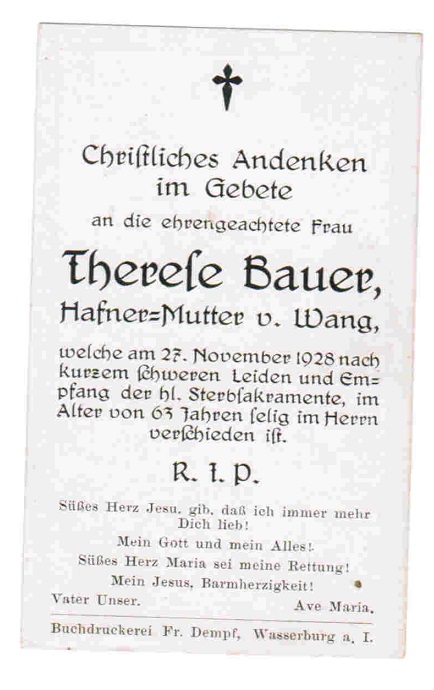 Chriſtliches Andenken
im Gebete
an die ehrengeachtete Frau
Thereſe Bauer,
Hafner=Mutter v. Wang,
welche am 27. November 1928 nach
kurzem ſchweren Leiden und Em=
pfang der hl. Sterbſakramente, im
Alter von 63 Jahren ſelig im Herrn
verſchieden iſt.
R. I. P.
Süßes Herz Jesu, gib, daß ich immer mehr
Dich lieb!
Mein Gott und mein Alles!
Süßes Herz Maria sei meine Rettung!
Mein Jesus, Barmherzigkeit!
Vater Unser. Ave Maria.
Buchdruckerei Fr. Dempf, Wasserburg a. I.